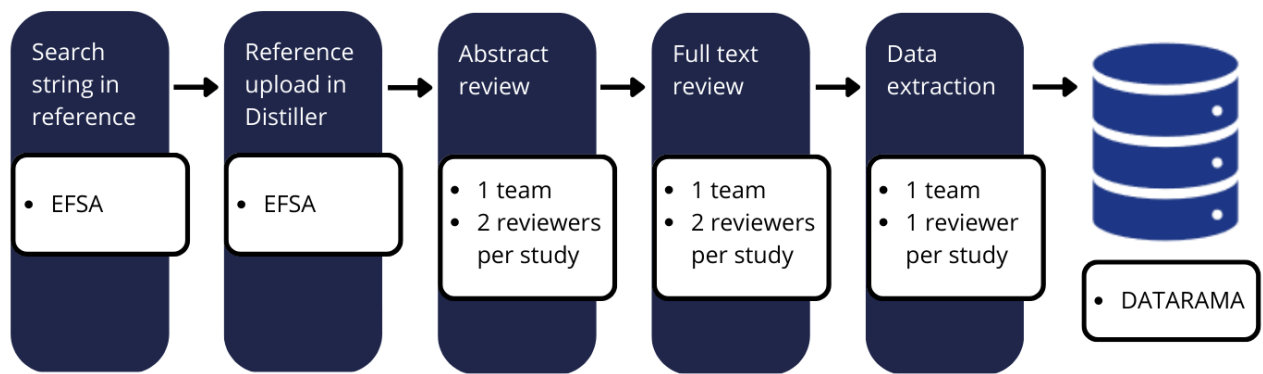 Search
string in
reference
Reference
upload in
Distiller
Abstract
review
Full text
review
Data
extraction
• EFSA
• EFSA
• 1 team
• 2 reviewers
per study
• 1 team
• 2 reviewers
per study
• 1 team
• 1 reviewer
per study
• DATARAMA